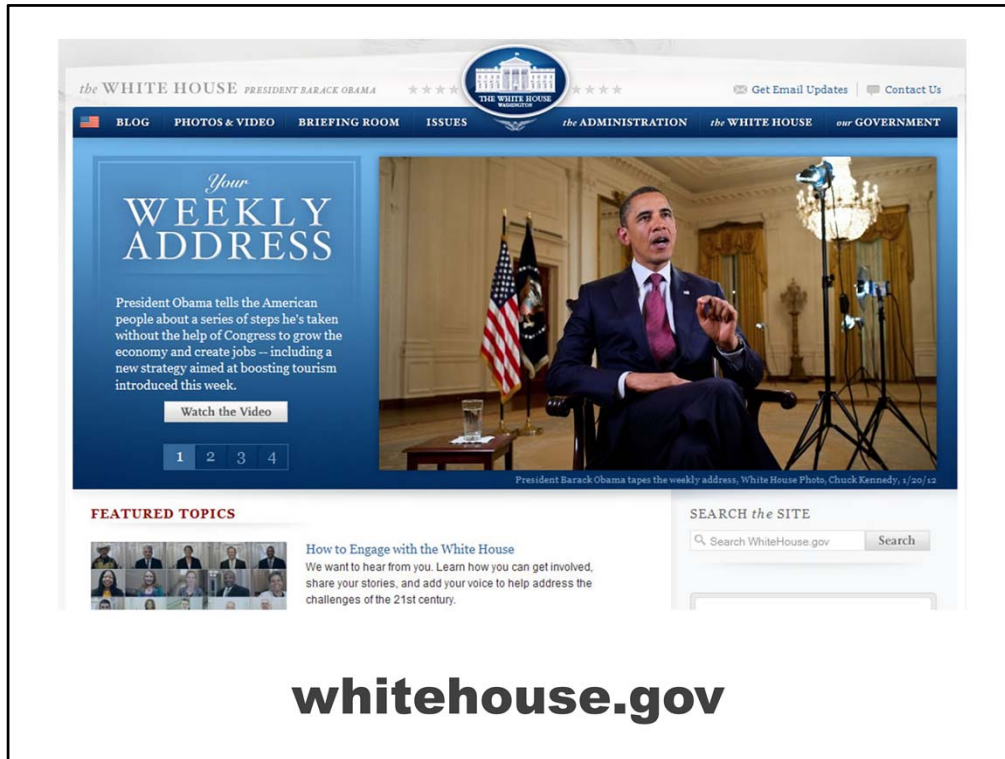 the WHITE HOUSE PRESIDENT BARACK OBAMA
THE WHITE HOUSE
WASHINGTON
Get Email Updates
Contact Us
BLOG PHOTOS & VIDEO BRIEFING ROOM ISSUES the ADMINISTRATION the WHITE HOUSE our GOVERNMENT
Your
WEEKLY
ADDRESS
President Obama tells the American
people about a series of steps he's taken
without the help of Congress to grow the
economy and create jobs -- including a
new strategy aimed at boosting tourism
introduced this week.
Watch the Video
1 2 3 4
President Barack Obama tapes the weekly address, White House Photo, Chuck Kennedy, 1/20/12
FEATURED TOPICS
How to Engage with the White House
We want to hear from you. Learn how you can get involved,
share your stories, and add your voice to help address the
challenges of the 21st century.
SEARCH the SITE
Search WhiteHouse.gov
Search
whitehouse.gov